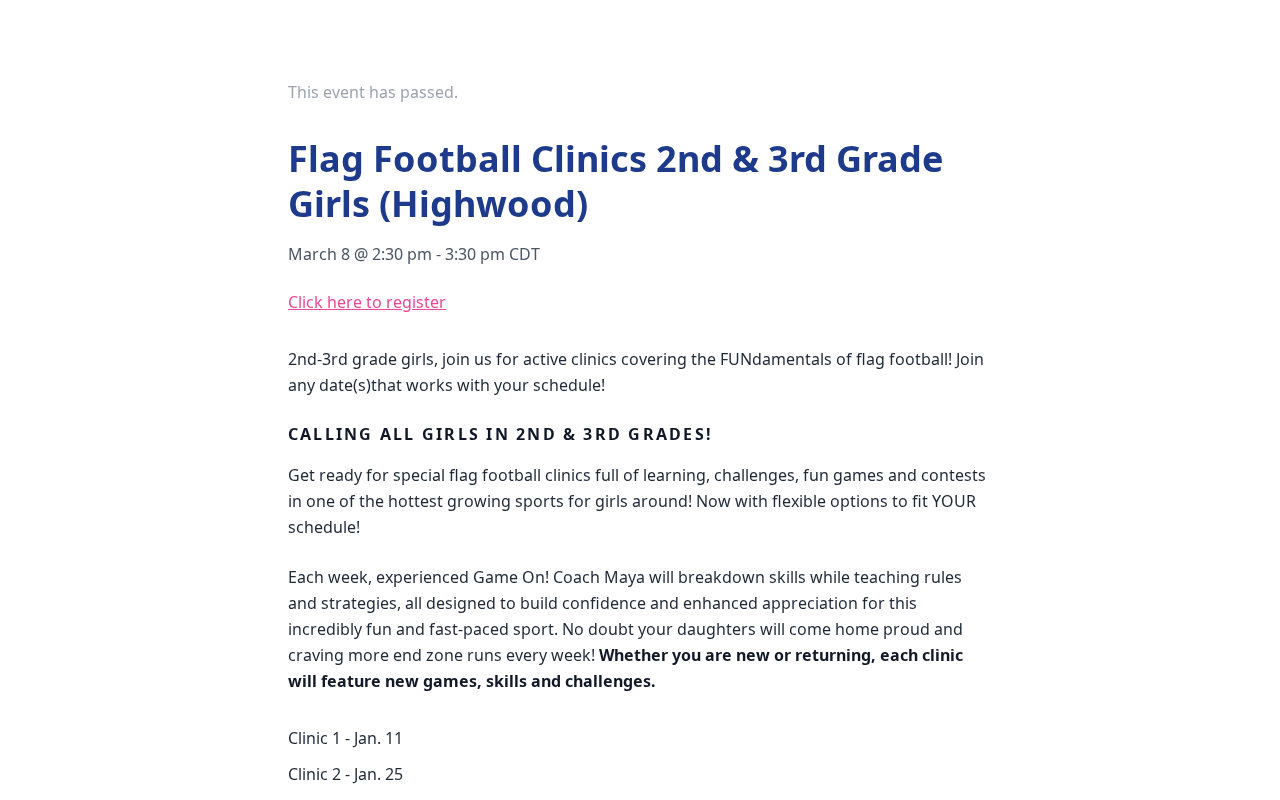 This event has passed.
Flag Football Clinics 2nd & 3rd Grade
Girls (Highwood)
March 8 @ 2:30 pm - 3:30 pm CDT
Click here to register
2nd-3rd grade girls, join us for active clinics covering the FUNdamentals of flag football! Join
any date(s)that works with your schedule!
CALLING ALL GIRLS IN 2ND & 3RD GRADES!
Get ready for special flag football clinics full of learning, challenges, fun games and contests
in one of the hottest growing sports for girls around! Now with flexible options to fit YOUR
schedule!
Each week, experienced Game On! Coach Maya will breakdown skills while teaching rules
and strategies, all designed to build confidence and enhanced appreciation for this
incredibly fun and fast-paced sport. No doubt your daughters will come home proud and
craving more end zone runs every week! Whether you are new or returning, each clinic
will feature new games, skills and challenges.
Clinic 1 - Jan. 11
Clinic 2 - Jan. 25